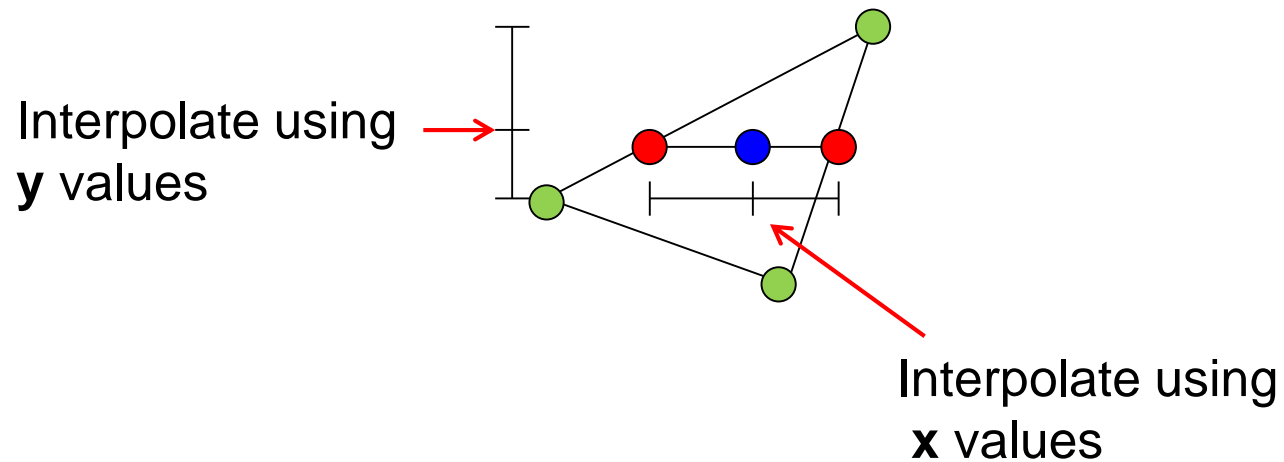 Interpolate using
y values
Interpolate using
x values